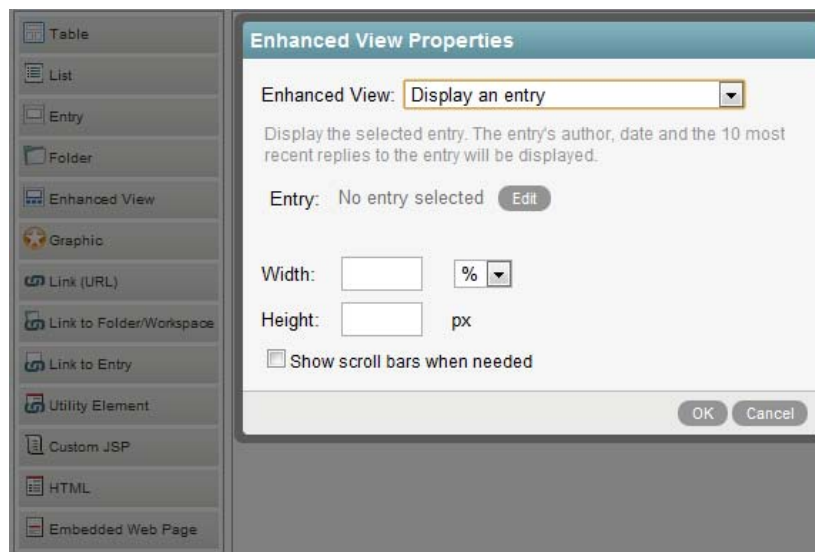 Table
List
Entry
Folder
Enhanced View
Graphic
Link (URL)
Link to Folder/Workspace
Link to Entry
Utility Element
Custom JSP
HTML
Embedded Web Page
Enhanced View Properties
Enhanced View: Display an entry
Display the selected entry. The entry's author, date and the 10 most
recent replies to the entry will be displayed.
Entry: No entry selected Edit
Width: %
Height: px
Show scroll bars when needed
OK Cancel